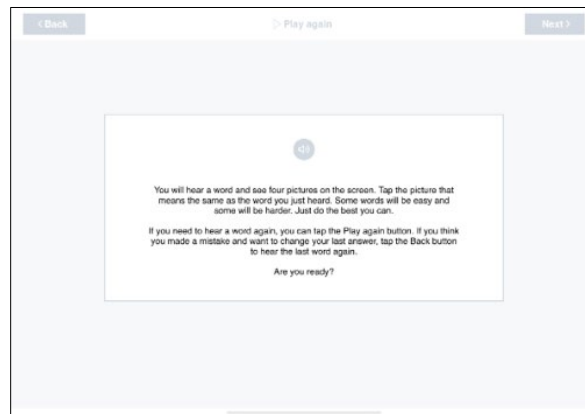 < Back
▷ Play again
Next >
You will hear a word and see four pictures on the screen. Tap the picture that
means the same as the word you just heard. Some words will be easy and
some will be harder. Just do the best you can.
If you need to hear a word again, you can tap the Play again button. If you think
you made a mistake and want to change your last answer, tap the Back button
to hear the last word again.
Are you ready?